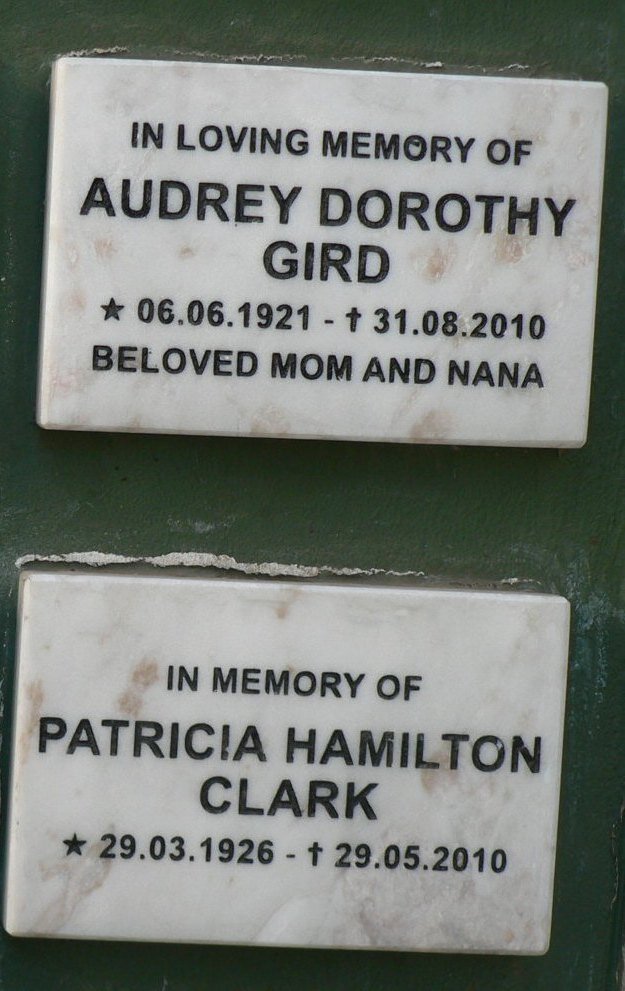 IN LOVING MEMORY OF
AUDREY DOROTHY
GIRD
★ 06.06.1921 - ✝ 31.08.2010
BELOVED MOM AND NANA
IN MEMORY OF
PATRICIA HAMILTON
CLARK
★ 29.03.1926 - ✝ 29.05.2010